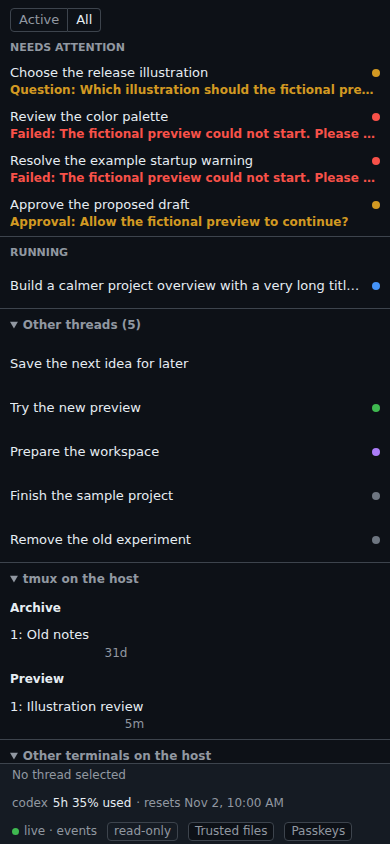 Active All
NEEDS ATTENTION
Choose the release illustration
Question: Which illustration should the fictional pre…
Review the color palette
Failed: The fictional preview could not start. Please …
Resolve the example startup warning
Failed: The fictional preview could not start. Please …
Approve the proposed draft
Approval: Allow the fictional preview to continue?
RUNNING
Build a calmer project overview with a very long titl…
▼ Other threads (5)
Save the next idea for later
Try the new preview
Prepare the workspace
Finish the sample project
Remove the old experiment
▼ tmux on the host
Archive
1: Old notes
31d
Preview
1: Illustration review
5m
▼ Other terminals on the host
No thread selected
codex 5h 35% used · resets Nov 2, 10:00 AM
live · events read-only Trusted files Passkeys